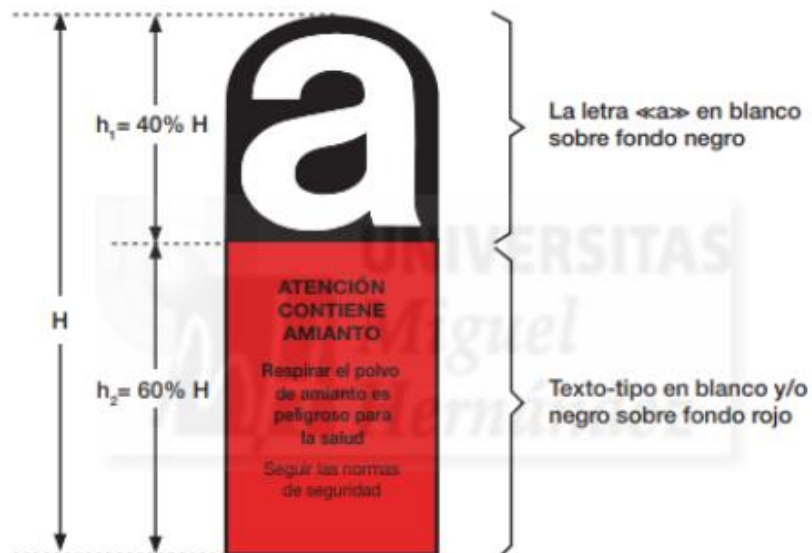 a
h₁= 40% H
La letra «a» en blanco
sobre fondo negro
UNIVERSITAS
Miguel
Hernández
H
ATENCIÓN
CONTIENE
AMIANTO
Respirar el polvo
de amianto es
peligroso para
la salud
Seguir las normas
de seguridad
h₂= 60% H
Texto-tipo en blanco y/o
negro sobre fondo rojo